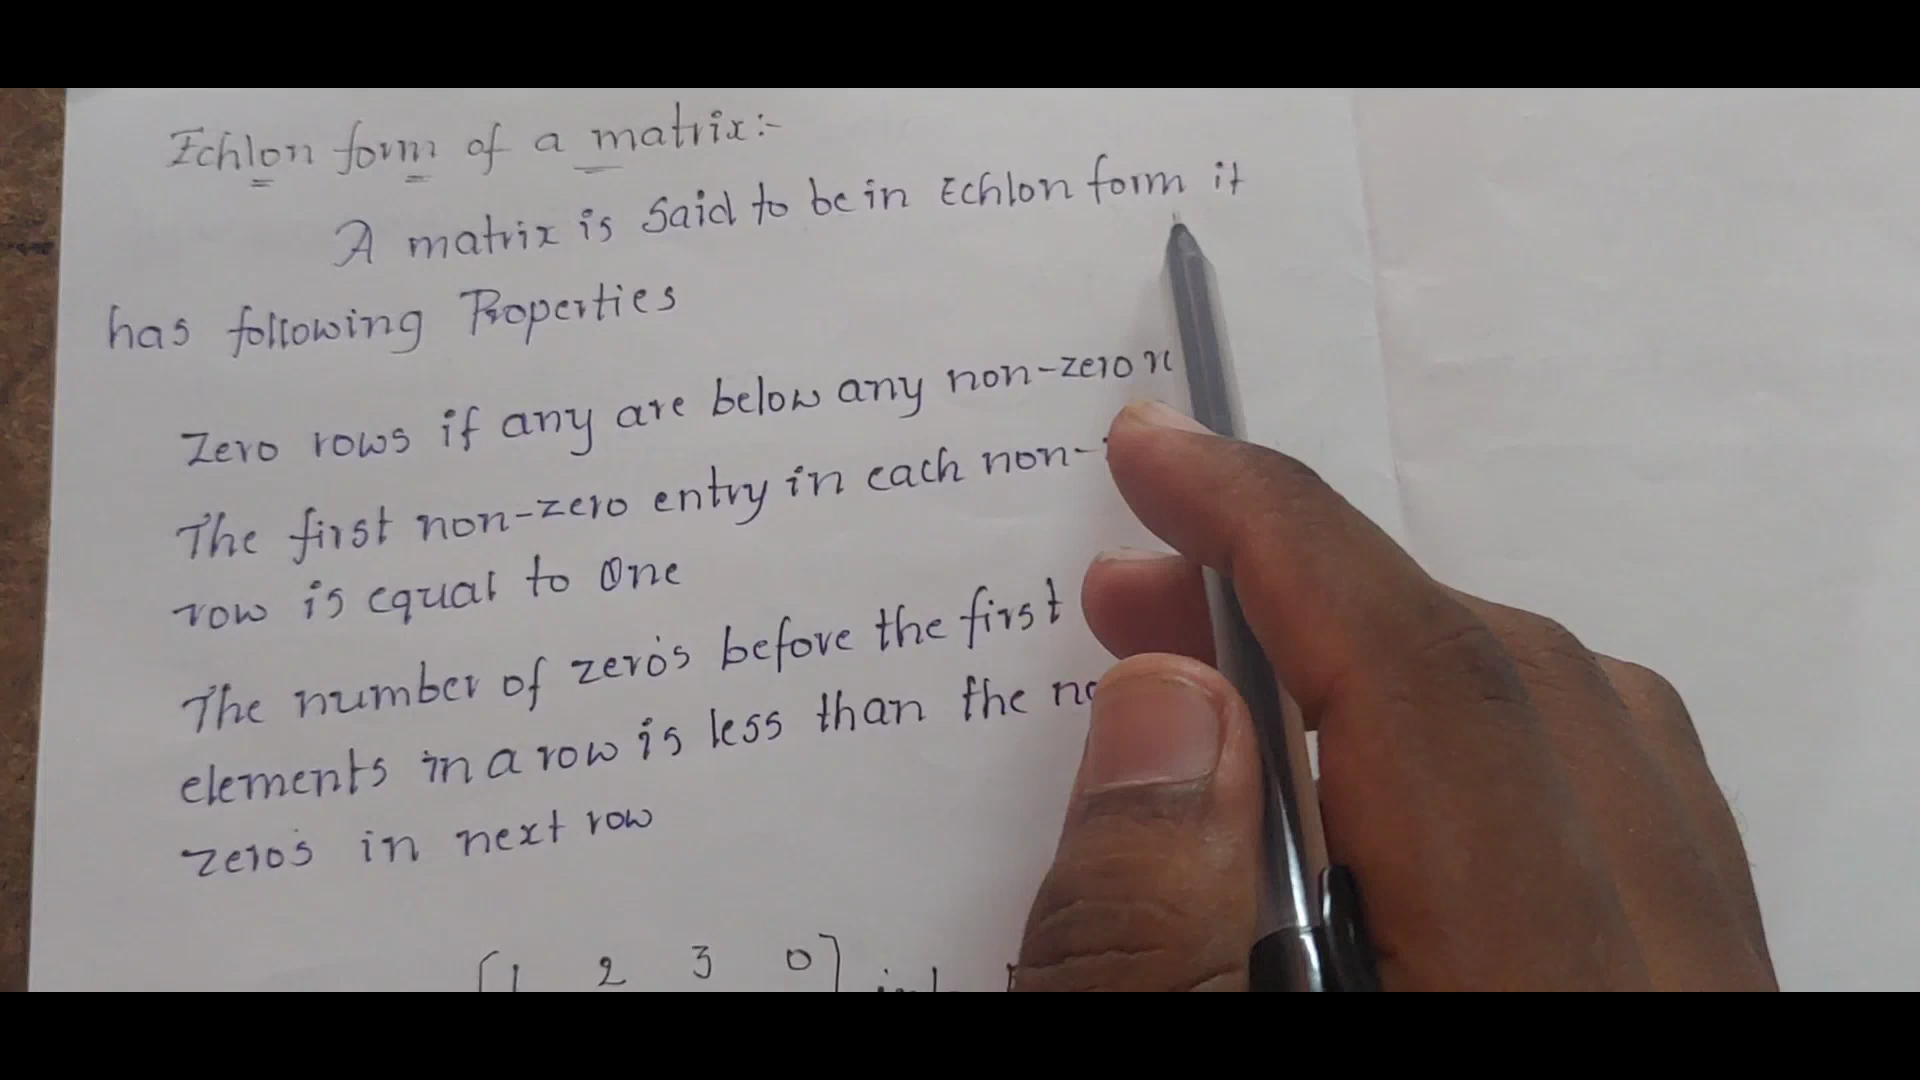 Echlon form of a matrix:-
A matrix is said to be in Echlon form it
has following Properties
Zero rows if any are below any non-zero
The first non-zero entry in each non-
row is equal to One
The number of zero's before the first
elements in a row is less than the
zero's in next row
[1 2 3 0]